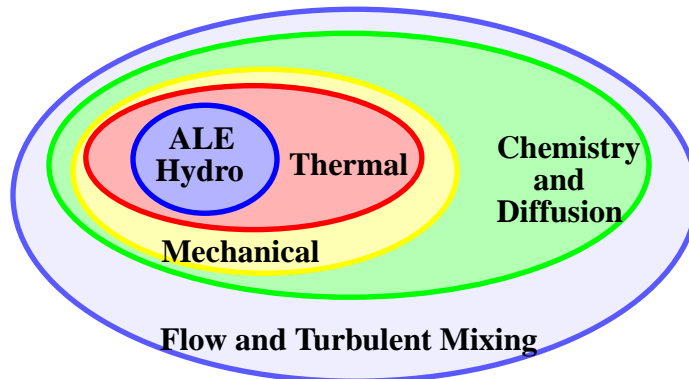 ALE
Hydro
Thermal
Chemistry
and
Diffusion
Mechanical
Flow and Turbulent Mixing